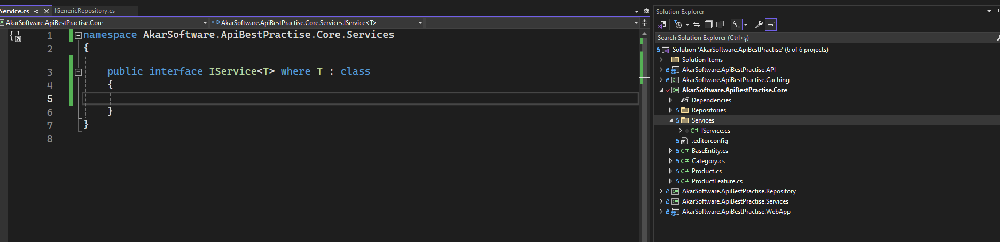 Service.cs
IGenericRepository.cs
AkarSoftware.ApiBestPractise.Core
AkarSoftware.ApiBestPractise.Core.Services.IService<T>
1 namespace AkarSoftware.ApiBestPractise.Core.Services
2 {
3 public interface IService<T> where T : class
4 {
5
6 }
7 }
8
Solution Explorer
Search Solution Explorer (Ctrl+ş)
Solution 'AkarSoftware.ApiBestPractise' (6 of 6 projects)
Solution Items
AkarSoftware.ApiBestPractise.API
C# AkarSoftware.ApiBestPractise.Caching
C# AkarSoftware.ApiBestPractise.Core
Dependencies
Repositories
Services
+ C# IService.cs
.editorconfig
C# BaseEntity.cs
C# Category.cs
C# Product.cs
C# ProductFeature.cs
C# AkarSoftware.ApiBestPractise.Repository
C# AkarSoftware.ApiBestPractise.Services
AkarSoftware.ApiBestPractise.WebApp